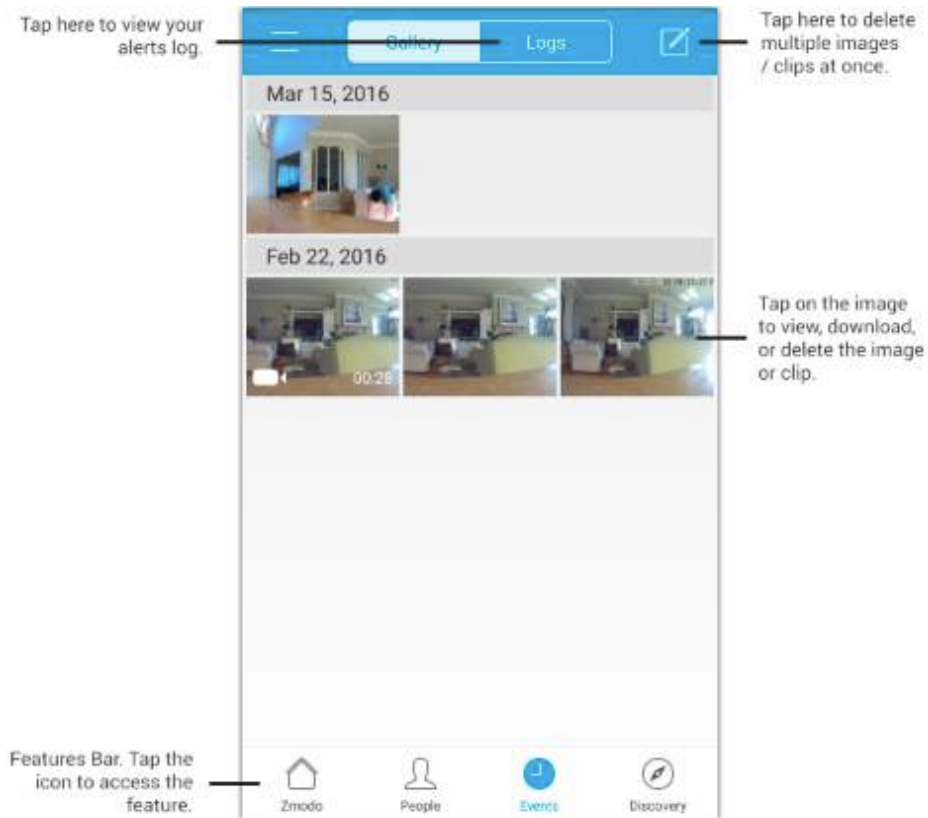 Tap here to view your
alerts log.
Gallery
Logs
Tap here to delete
multiple images
/ clips at once.
Mar 15, 2016
Feb 22, 2016
00:28
Tap on the image
to view, download,
or delete the image
or clip.
Features Bar. Tap the
icon to access the
feature.
Zmodo
People
Events
Discovery